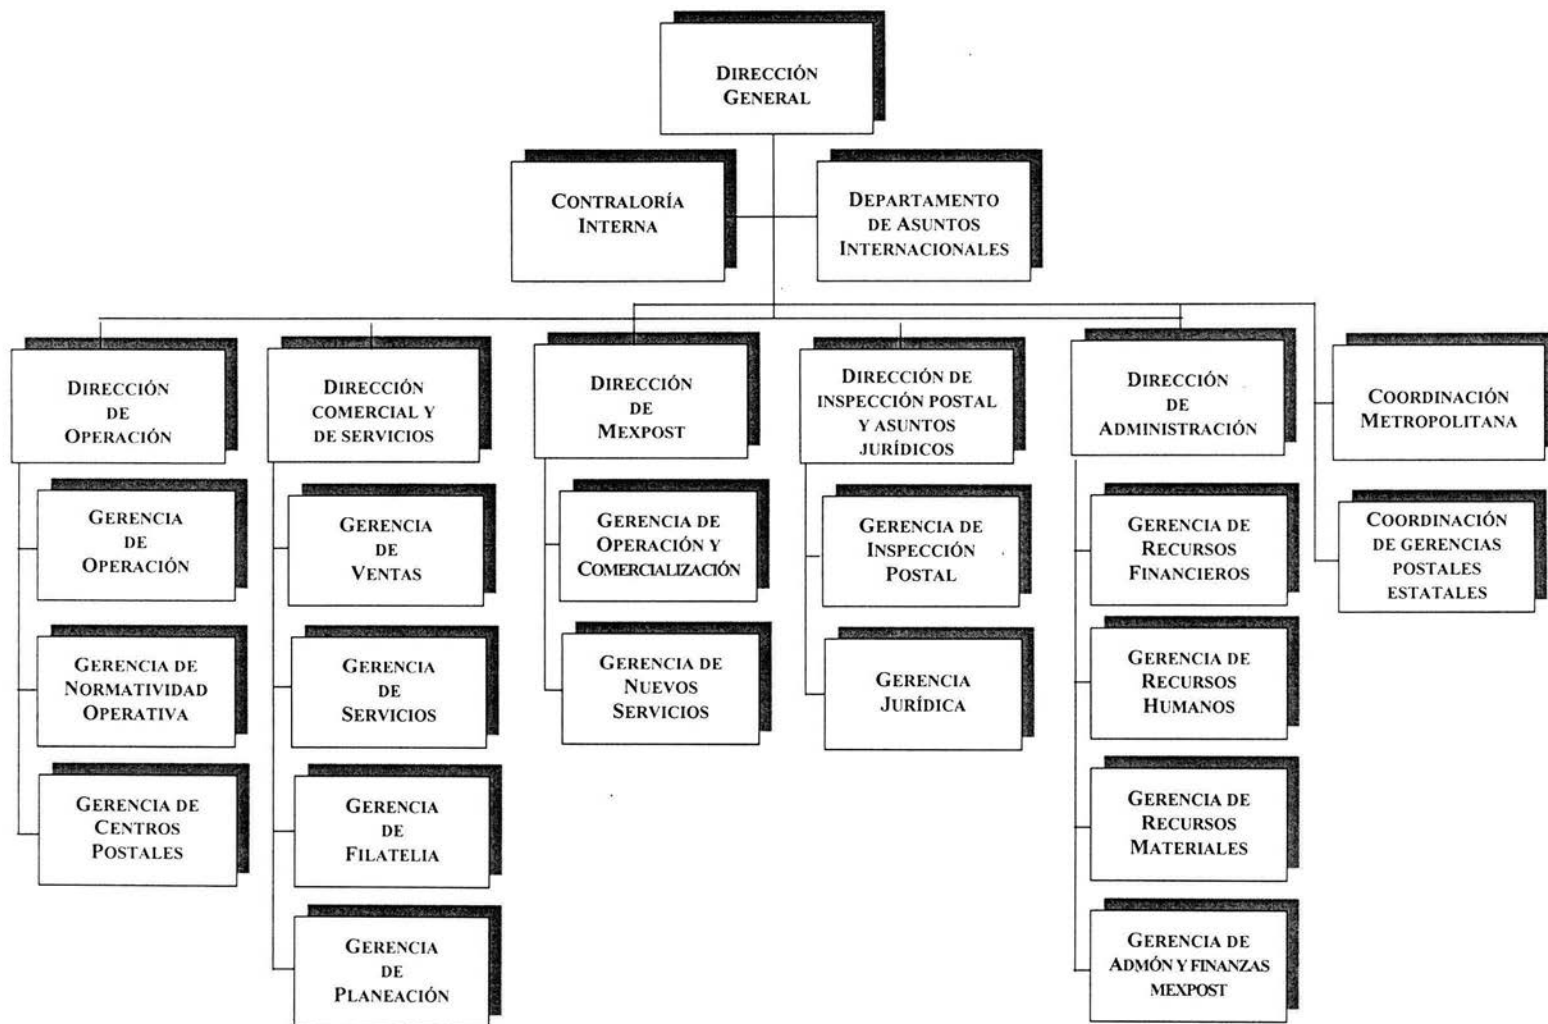 DIRECCIÓN
GENERAL
CONTRALORÍA
INTERNA
DEPARTAMENTO
DE ASUNTOS
INTERNACIONALES
DIRECCIÓN
DE
OPERACIÓN
DIRECCIÓN
COMERCIAL Y
DE SERVICIOS
DIRECCIÓN
DE
MEXPOST
DIRECCIÓN DE
INSPECCIÓN POSTAL
Y ASUNTOS
JURÍDICOS
DIRECCIÓN
DE
ADMINISTRACIÓN
COORDINACIÓN
METROPOLITANA
GERENCIA
DE
OPERACIÓN
GERENCIA
DE
VENTAS
GERENCIA DE
OPERACIÓN Y
COMERCIALIZACIÓN
GERENCIA DE
INSPECCIÓN
POSTAL
GERENCIA DE
RECURSOS
FINANCIEROS
COORDINACIÓN
DE GERENCIAS
POSTALES
ESTATALES
GERENCIA DE
NORMATIVIDAD
OPERATIVA
GERENCIA
DE
SERVICIOS
GERENCIA DE
NUEVOS
SERVICIOS
GERENCIA
JURÍDICA
GERENCIA DE
RECURSOS
HUMANOS
GERENCIA DE
CENTROS
POSTALES
GERENCIA
DE
FILATELIA
GERENCIA DE
RECURSOS
MATERIALES
GERENCIA
DE
PLANEACIÓN
GERENCIA DE
ADMÓN Y FINANZAS
MEXPOST